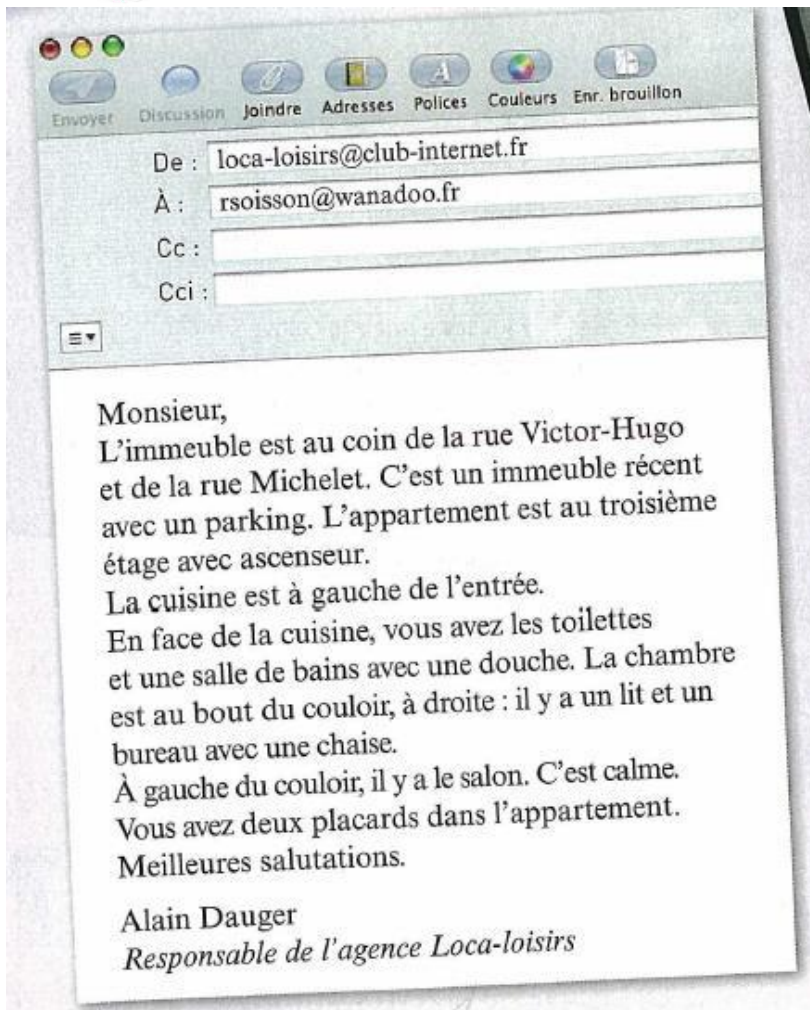 Envoyer Discussion Joindre Adresses Polices Couleurs Enr. brouillon
De : loca-loisirs@club-internet.fr
À : rsoisson@wanadoo.fr
Cc :
Cci :
Monsieur,
L'immeuble est au coin de la rue Victor-Hugo
et de la rue Michelet. C'est un immeuble récent
avec un parking. L'appartement est au troisième
étage avec ascenseur.
La cuisine est à gauche de l'entrée.
En face de la cuisine, vous avez les toilettes
et une salle de bains avec une douche. La chambre
est au bout du couloir, à droite : il y a un lit et un
bureau avec une chaise.
À gauche du couloir, il y a le salon. C'est calme.
Vous avez deux placards dans l'appartement.
Meilleures salutations.
Alain Dauger
Responsable de l'agence Loca-loisirs